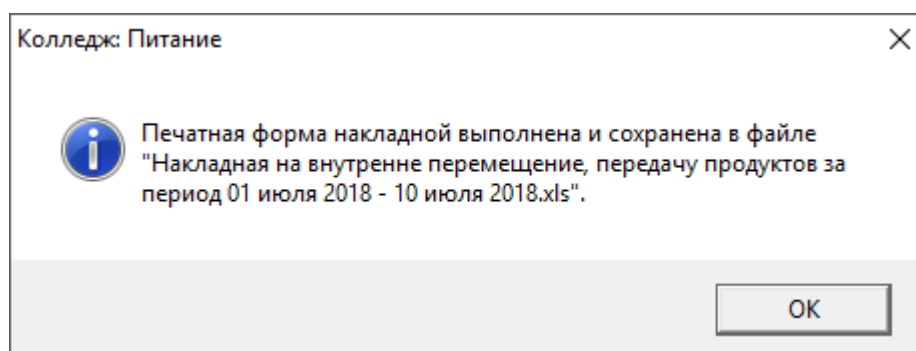 Колледж: Питание
Печатная форма накладной выполнена и сохранена в файле
"Накладная на внутренне перемещение, передачу продуктов за
период 01 июля 2018 - 10 июля 2018.xls".
OK